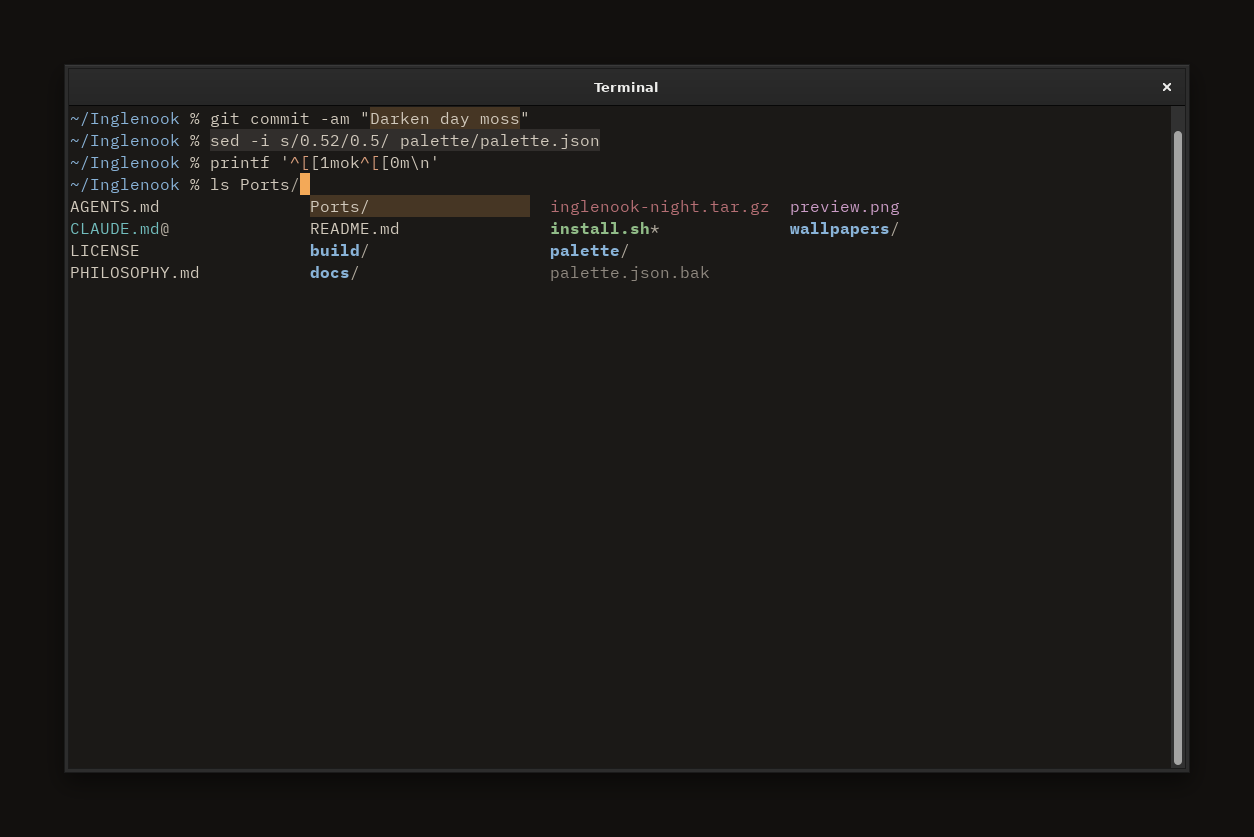 Terminal ×
~/Inglenook % git commit -am "Darken day moss"
~/Inglenook % sed -i s/0.52/0.5/ palette/palette.json
~/Inglenook % printf '^[[1mok^[[0m\n'
~/Inglenook % ls Ports/
AGENTS.md Ports/ inglenook-night.tar.gz preview.png
CLAUDE.md@ README.md install.sh* wallpapers/
LICENSE build/ palette/
PHILOSOPHY.md docs/ palette.json.bak